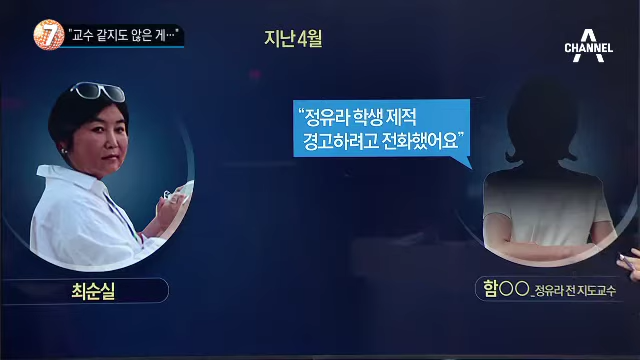 7
"교수 같지도 않은 게…"
지난 4월
CHANNEL A
"정유라 학생 제적
경고하려고 전화했어요"
최순실
함○○_정유라 전 지도교수